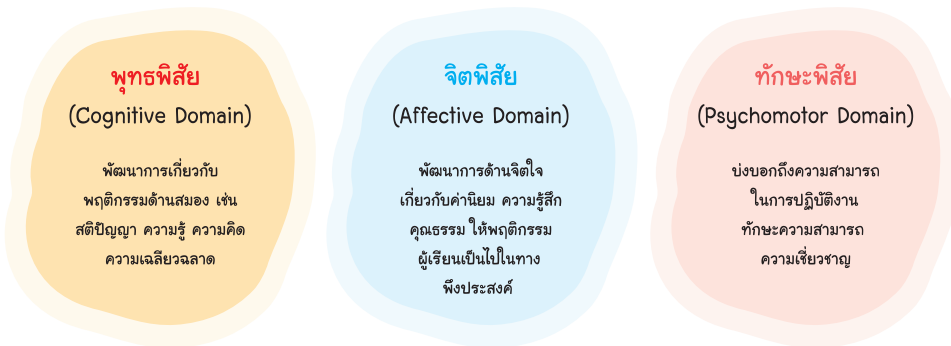 พุทธพิสัย
(Cognitive Domain)
พัฒนาการเกี่ยวกับ
พฤติกรรมด้านสมอง เช่น
สติปัญญา ความรู้ ความคิด
ความเฉลียวฉลาด
จิตพิสัย
(Affective Domain)
พัฒนาการด้านจิตใจ
เกี่ยวกับค่านิยม ความรู้สึก
คุณธรรม ให้พฤติกรรม
ผู้เรียนเป็นไปในทาง
พึงประสงค์
ทักษะพิสัย
(Psychomotor Domain)
บ่งบอกถึงความสามารถ
ในการปฎิบัติงาน
ทักษะความสามารถ
ความเชี่ยวชาญ